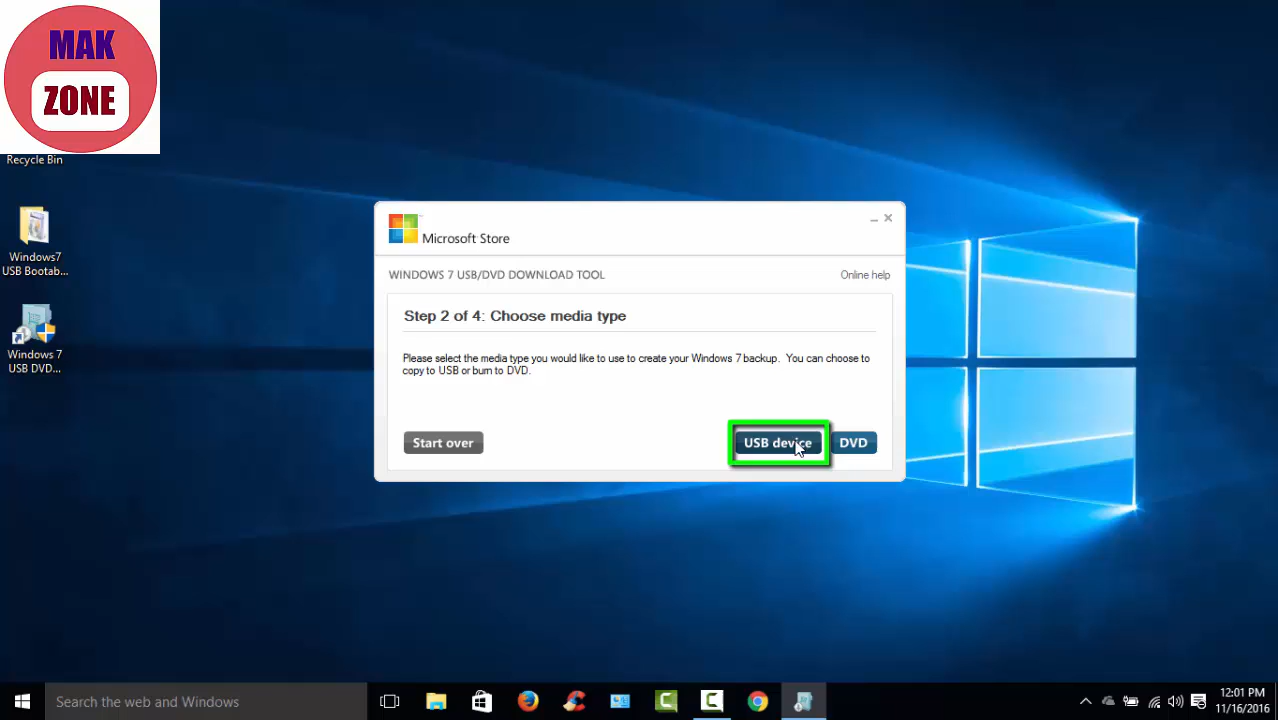 MAK
ZONE
Recycle Bin
Windows7
USB Bootab...
Windows 7
USB DVD...
Microsoft Store
WINDOWS 7 USB/DVD DOWNLOAD TOOL
Online help
Step 2 of 4: Choose media type
Please select the media type you would like to use to create your Windows 7 backup. You can choose to
copy to USB or burn to DVD.
Start over
USB device
DVD
Search the web and Windows
12:01 PM
11/16/2016